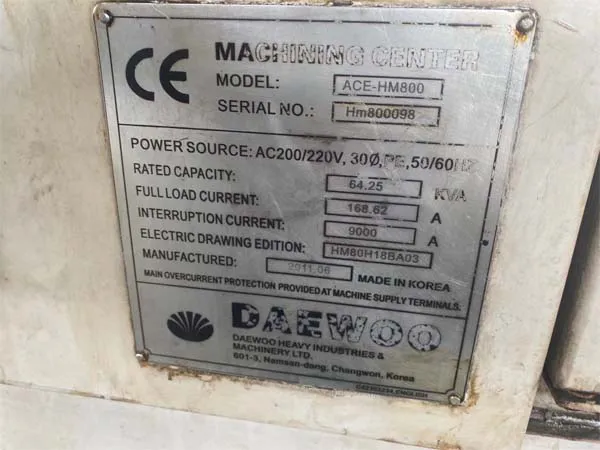 CE
MACHINING CENTER
MODEL: ACE-HM800
SERIAL NO.: Hm800098
POWER SOURCE: AC200/220V, 3OØ, PE, 50/60HZ
RATED CAPACITY: 64.25 KVA
FULL LOAD CURRENT: 168.62 A
INTERRUPTION CURRENT: 9000 A
ELECTRIC DRAWING EDITION: HM80H18BA03
MANUFACTURED: 2011.06 MADE IN KOREA
MAIN OVERCURRENT PROTECTION PROVIDED AT MACHINE SUPPLY TERMINALS.
DAEWOO
DAEWOO HEAVY INDUSTRIES &
MACHINERY LTD.
601-3, Namsan-dang, Changwon, Korea
ENGLISH